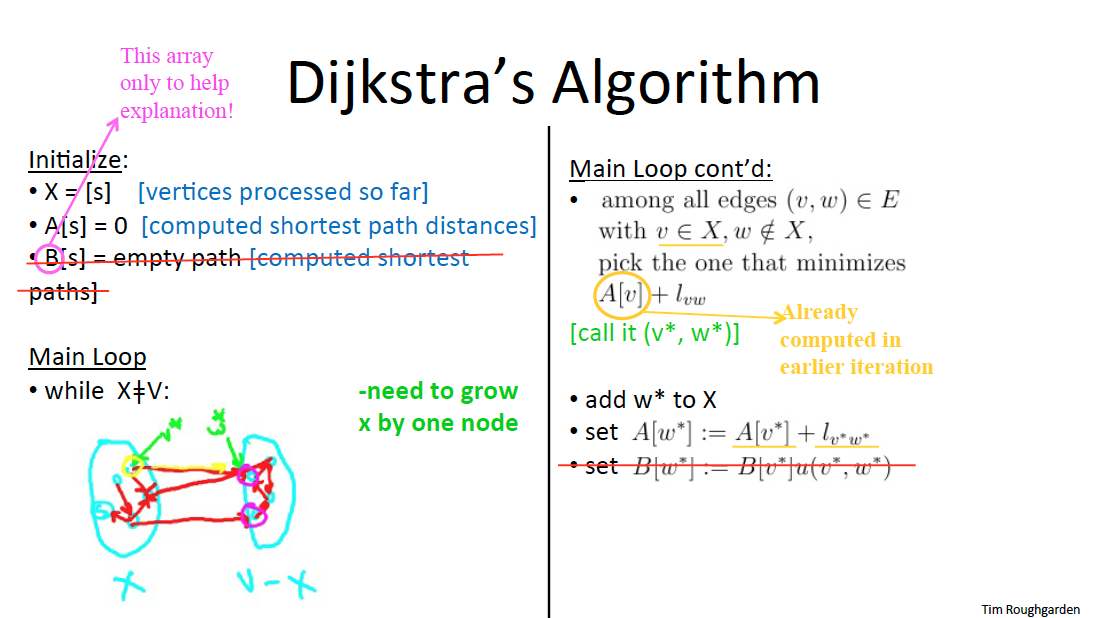 This array
only to help
explanation!
Dijkstra's Algorithm
Initialize:
• X = [s] [vertices processed so far]
• A[s] = 0 [computed shortest path distances]
• B[s] = empty path [computed shortest
paths]
Main Loop
• while X‡V:
-need to grow
x by one node
v*
w*
s
X
V-X
Main Loop cont'd:
• among all edges (v, w) ∈ E
with v ∈ X, w ∉ X,
pick the one that minimizes
A[v] + l_{vw}
Already
computed in
earlier iteration
[call it (v*, w*)]
• add w* to X
• set A[w*] := A[v*] + l_{v*w*}
• set B[w*] := B[v*]u(v*, w*)
Tim Roughgarden